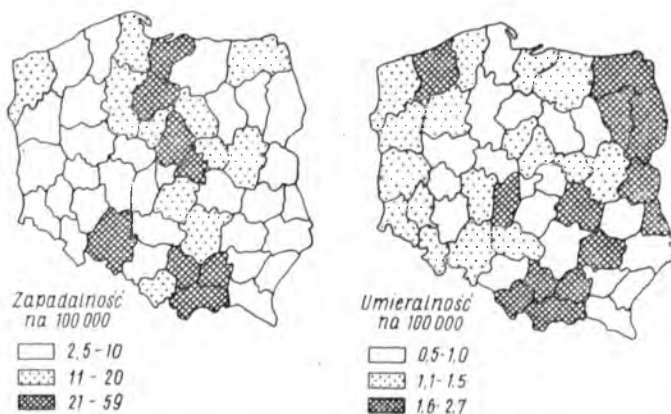 Zapadalność
na 100 000
2,5-10
11 - 20
21 - 59
Umieralność
na 100 000
0,5-1,0
1,1-1,5
1,6-2,7